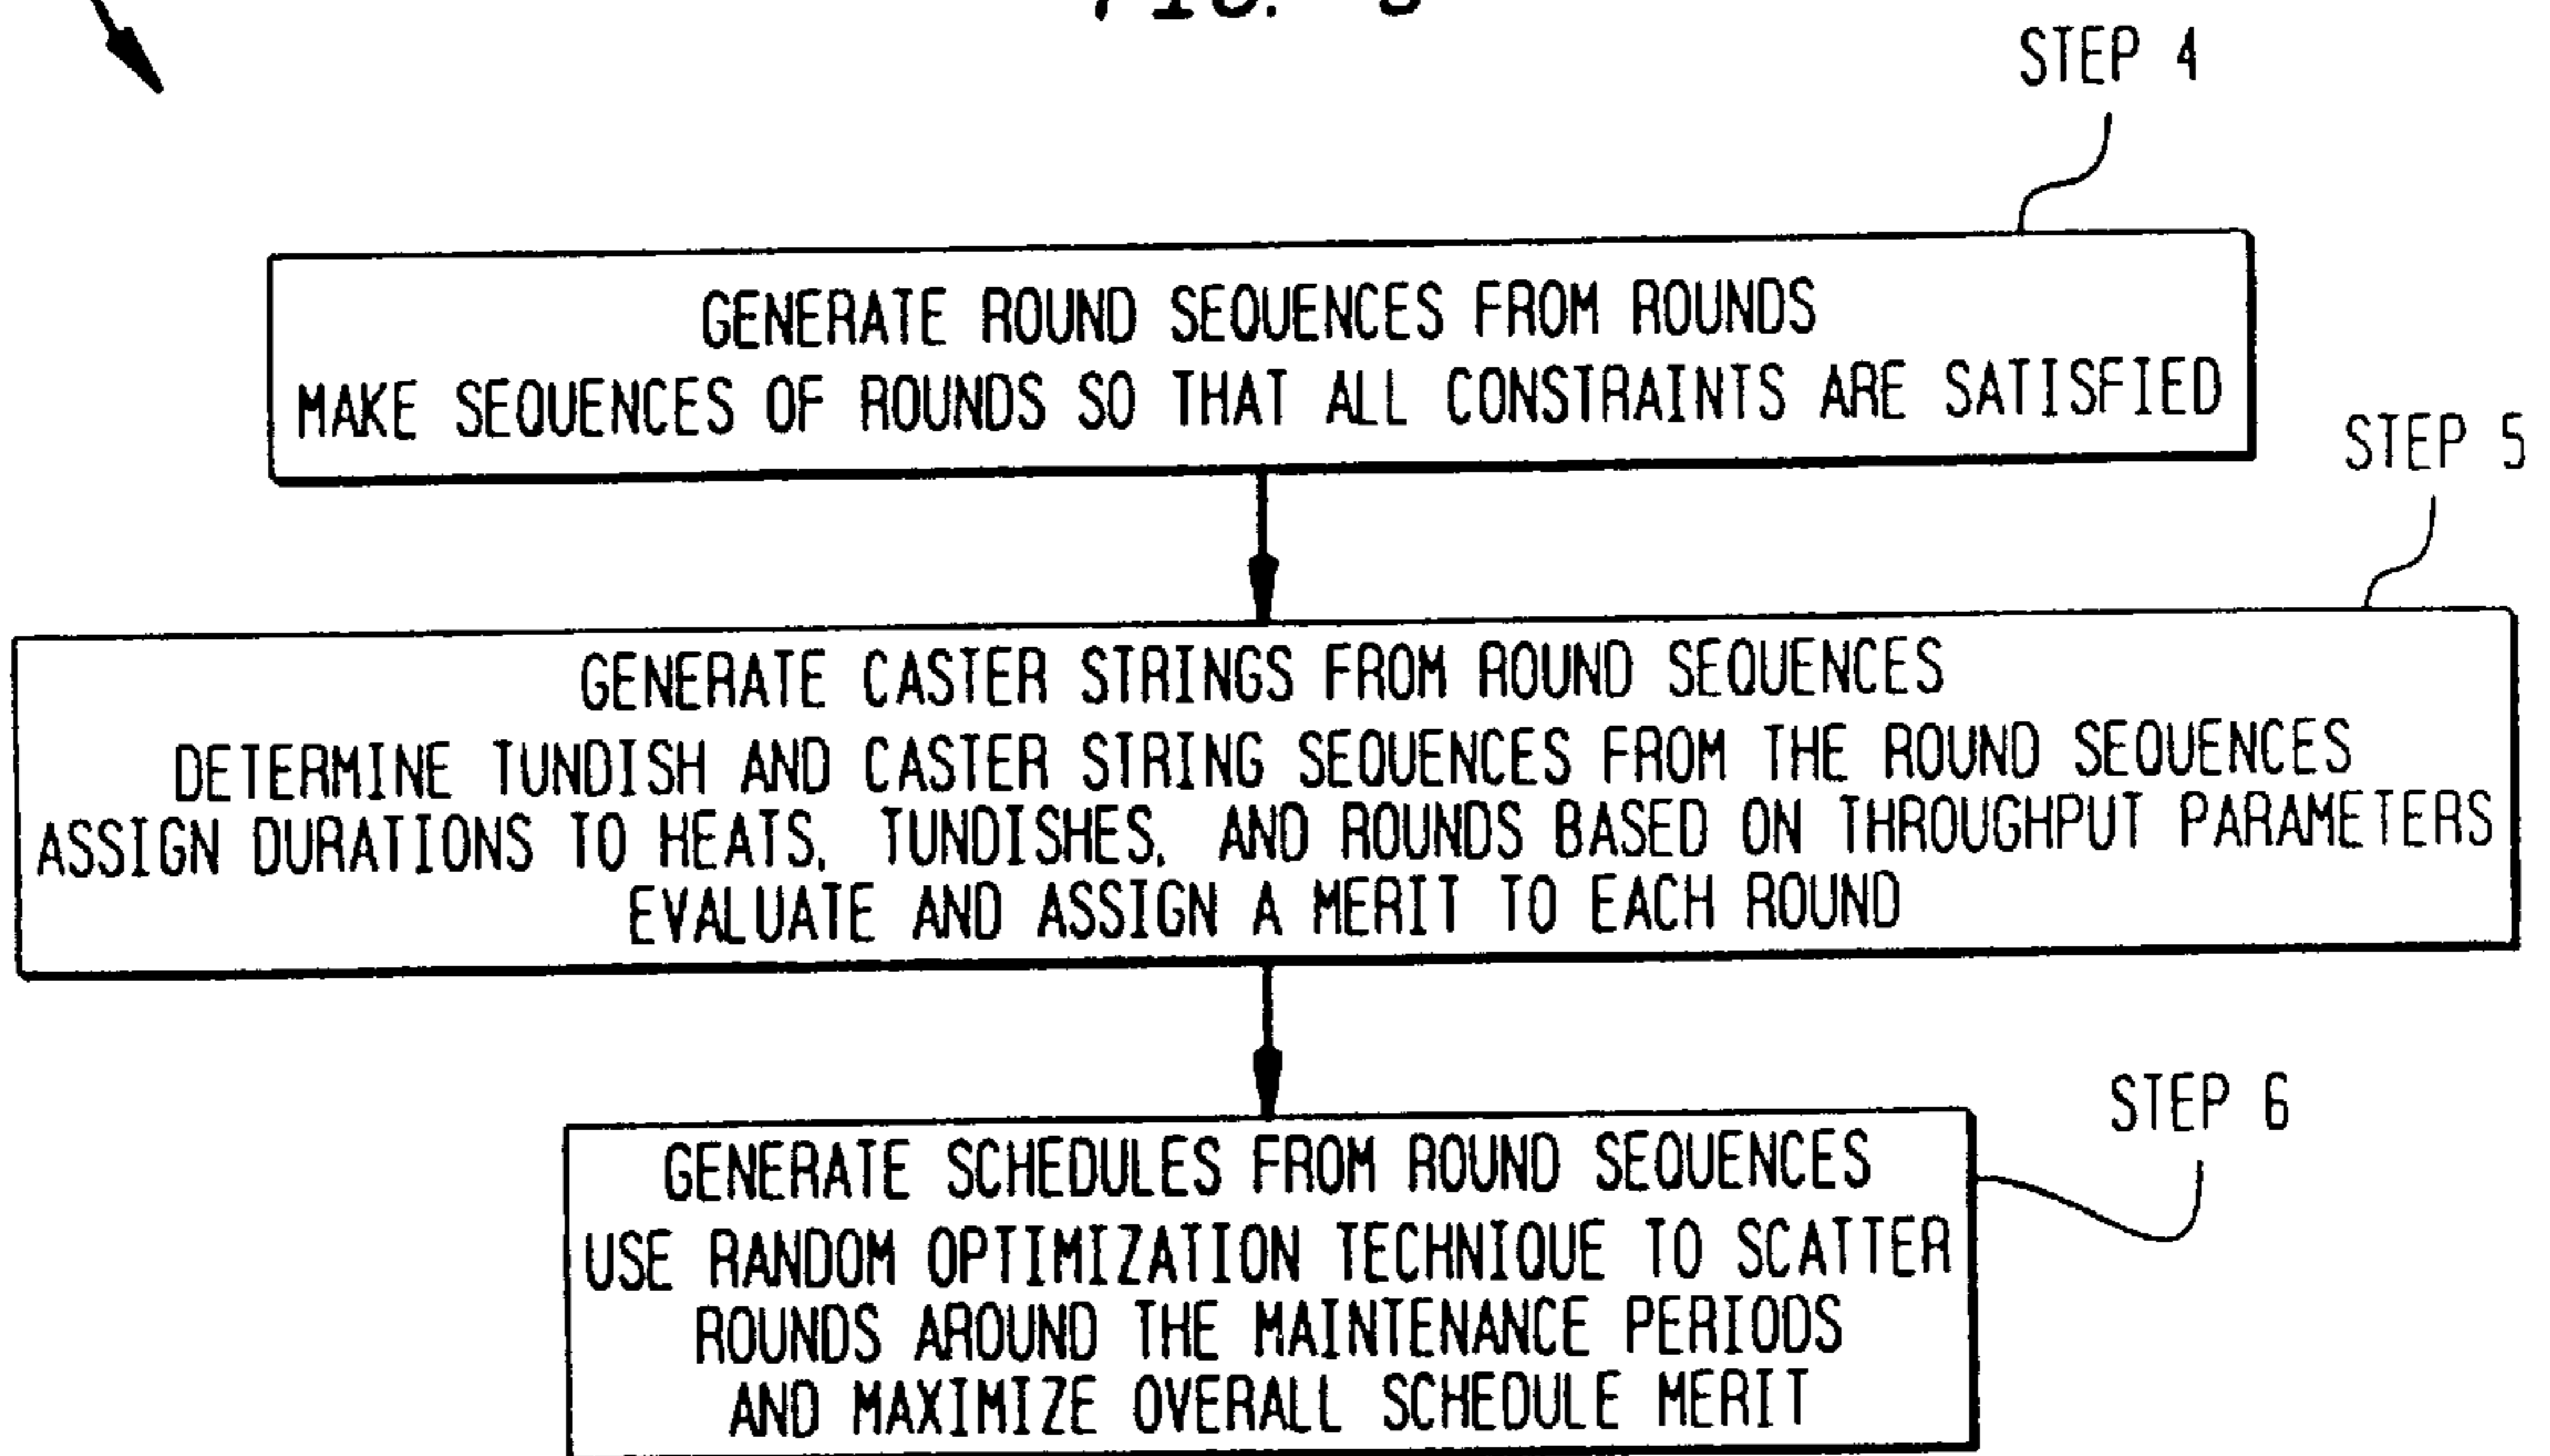 STEP 4
GENERATE ROUND SEQUENCES FROM ROUNDS
MAKE SEQUENCES OF ROUNDS SO THAT ALL CONSTRAINTS ARE SATISFIED
STEP 5
GENERATE CASTER STRINGS FROM ROUND SEQUENCES
DETERMINE TUNDISH AND CASTER STRING SEQUENCES FROM THE ROUND SEQUENCES
ASSIGN DURATIONS TO HEATS, TUNDISHES, AND ROUNDS BASED ON THROUGHPUT PARAMETERS
EVALUATE AND ASSIGN A MERIT TO EACH ROUND
STEP 6
GENERATE SCHEDULES FROM ROUND SEQUENCES
USE RANDOM OPTIMIZATION TECHNIQUE TO SCATTER
ROUNDS AROUND THE MAINTENANCE PERIODS
AND MAXIMIZE OVERALL SCHEDULE MERIT